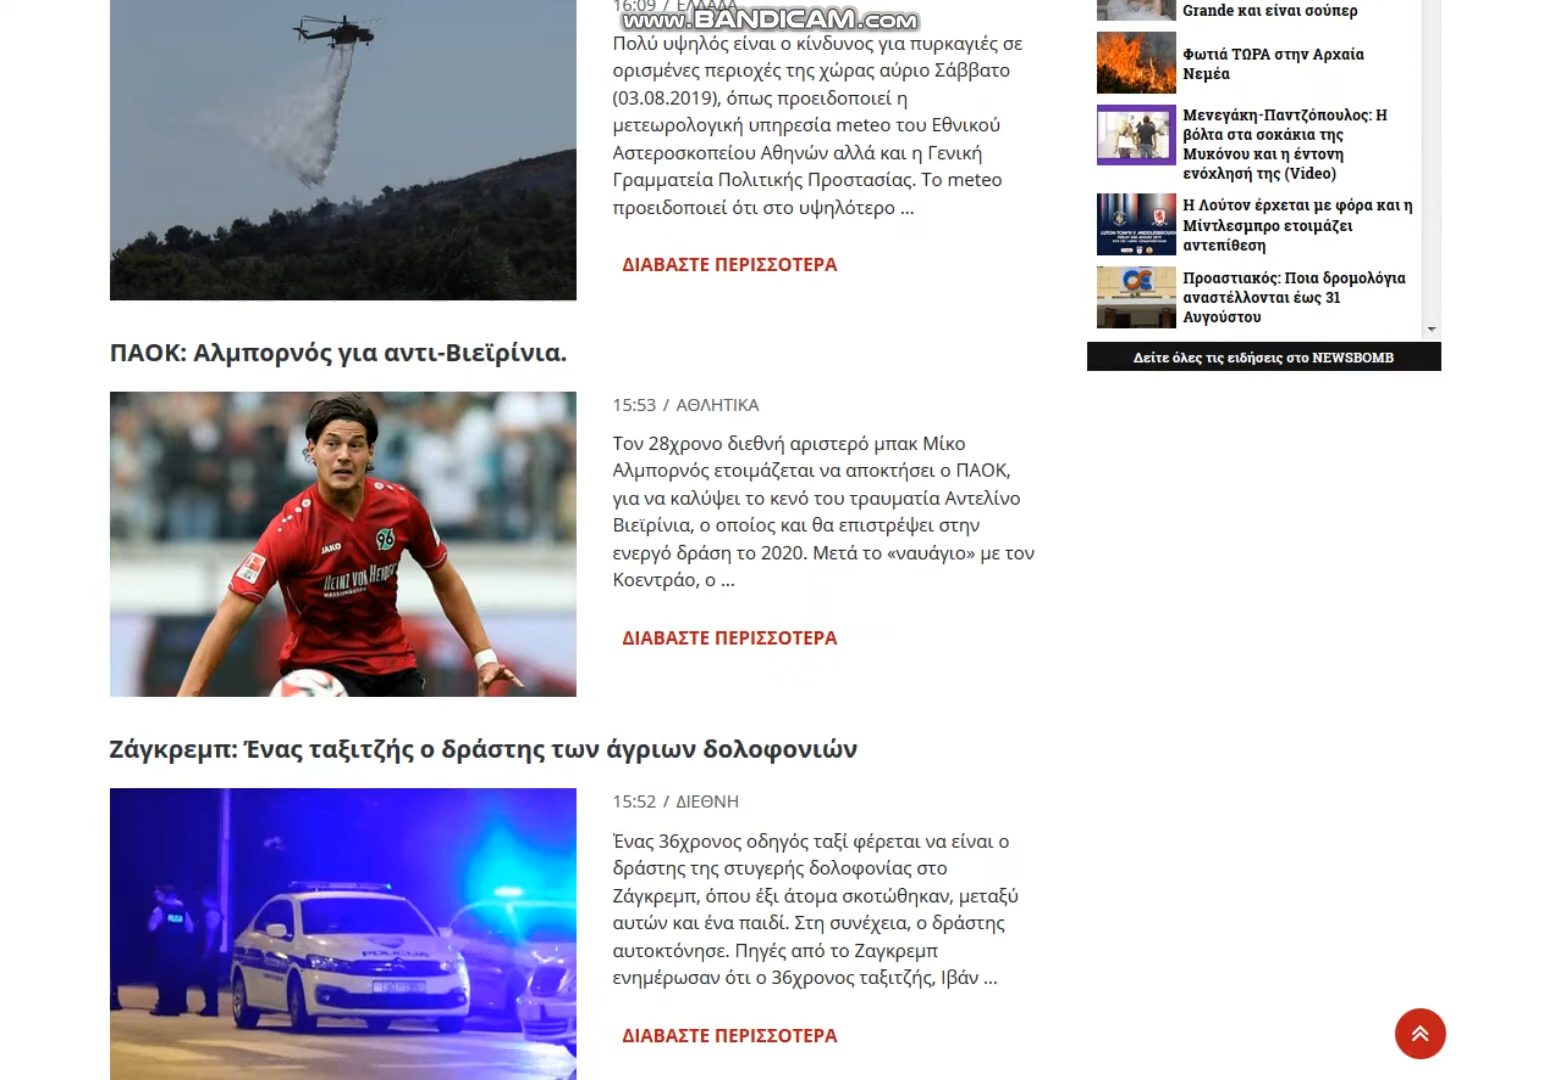 16:09 / ΕΛΛΑΔΑ
www.BANDICAM.com
Πολύ υψηλός είναι ο κίνδυνος για πυρκαγιές σε
ορισμένες περιοχές της χώρας αύριο Σάββατο
(03.08.2019), όπως προειδοποιεί η
μετεωρολογική υπηρεσία meteo του Εθνικού
Αστεροσκοπείου Αθηνών αλλά και η Γενική
Γραμματεία Πολιτικής Προστασίας. Το meteo
προειδοποιεί ότι στο υψηλότερο ...
ΔΙΑΒΑΣΤΕ ΠΕΡΙΣΣΟΤΕΡΑ
ΠΑΟΚ: Αλμπορνός για αντι-Βιεϊρίνια.
15:53 / ΑΘΛΗΤΙΚΑ
Τον 28χρονο διεθνή αριστερό μπακ Μίκο
Αλμπορνός ετοιμάζεται να αποκτήσει ο ΠΑΟΚ,
για να καλύψει το κενό του τραυματία Αντελίνο
Βιεϊρίνια, ο οποίος και θα επιστρέψει στην
ενεργό δράση το 2020. Μετά το «ναυάγιο» με τον
Κοεντράο, ο ...
ΔΙΑΒΑΣΤΕ ΠΕΡΙΣΣΟΤΕΡΑ
JAKO
96
HEINZ VON HEIDEN
Ζάγκρεμπ: Ένας ταξιτζής ο δράστης των άγριων δολοφονιών
15:52 / ΔΙΕΘΝΗ
Ένας 36χρονος οδηγός ταξί φέρεται να είναι ο
δράστης της στυγερής δολοφονίας στο
Ζάγκρεμπ, όπου έξι άτομα σκοτώθηκαν, μεταξύ
αυτών και ένα παιδί. Στη συνέχεια, ο δράστης
αυτοκτόνησε. Πηγές από το Ζαγκρεμπ
ενημέρωσαν ότι ο 36χρονος ταξιτζής, Ιβάν ...
ΔΙΑΒΑΣΤΕ ΠΕΡΙΣΣΟΤΕΡΑ
POLICIJA
Grande και είναι σούπερ
Φωτιά ΤΩΡΑ στην Αρχαία
Νεμέα
Μενεγάκη-Παντζόπουλος: Η
βόλτα στα σοκάκια της
Μυκόνου και η έντονη
ενόχλησή της (Video)
Η Λούτον έρχεται με φόρα και η
Μίντλεσμπρο ετοιμάζει
αντεπίθεση
Προαστιακός: Ποια δρομολόγια
αναστέλλονται έως 31
Αυγούστου
Δείτε όλες τις ειδήσεις στο NEWSBOMB